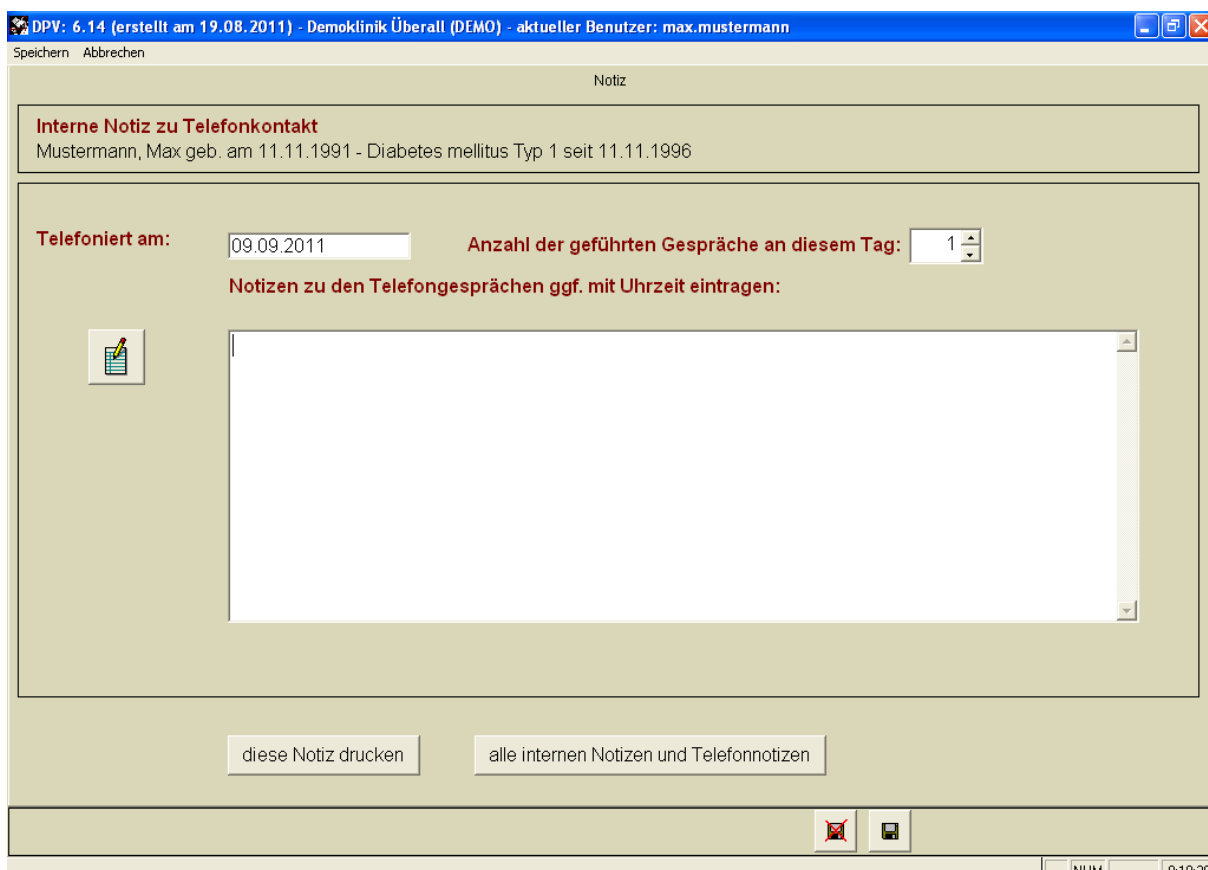 DPV: 6.14 (erstellt am 19.08.2011) - Demoklinik Überall (DEMO) - aktueller Benutzer: max.mustermann
Speichern Abbrechen
Notiz
Interne Notiz zu Telefonkontakt
Mustermann, Max geb. am 11.11.1991 - Diabetes mellitus Typ 1 seit 11.11.1996
Telefoniert am: 09.09.2011 Anzahl der geführten Gespräche an diesem Tag: 1
Notizen zu den Telefongesprächen ggf. mit Uhrzeit eintragen:
diese Notiz drucken alle internen Notizen und Telefonnotizen
NUM